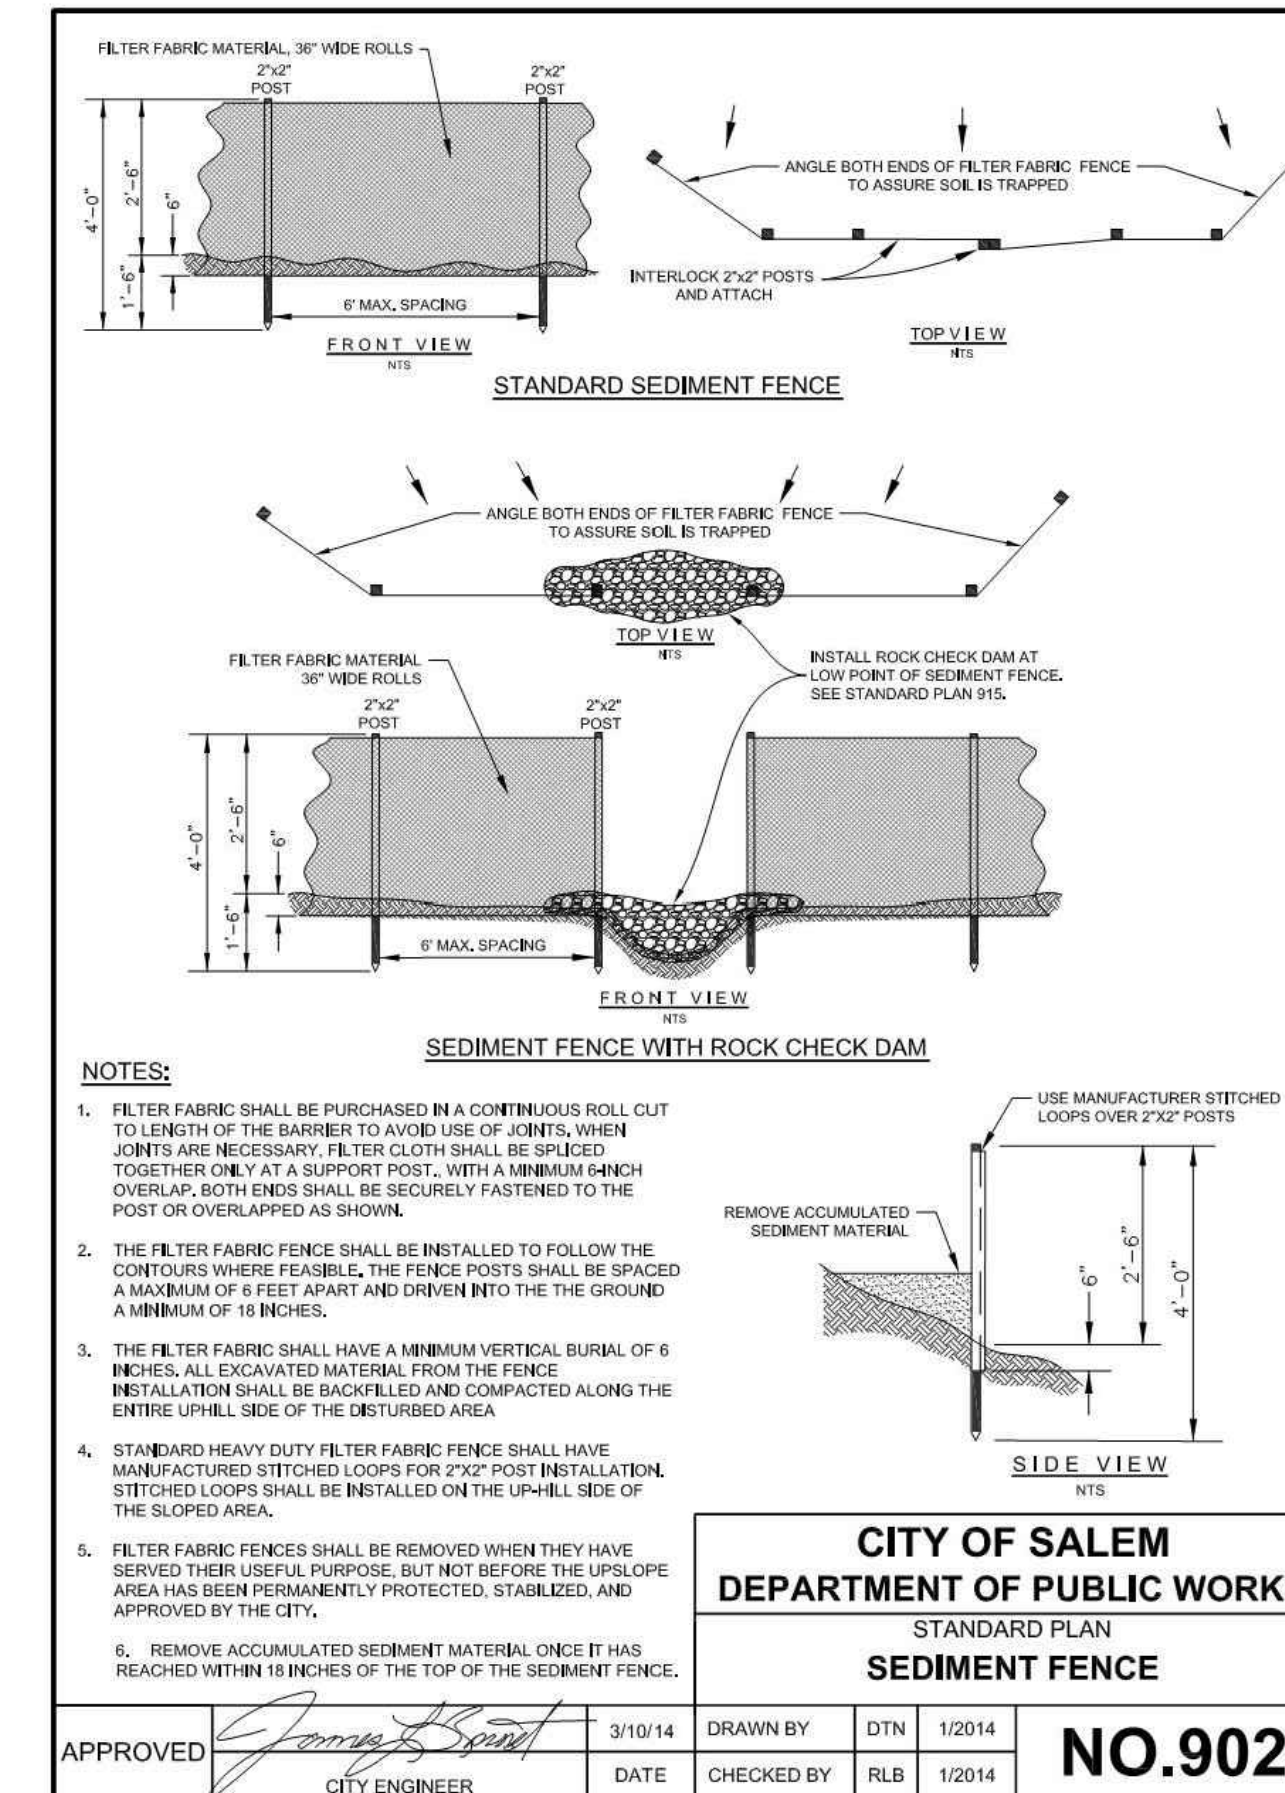 FILTER FABRIC MATERIAL, 36" WIDE ROLLS
2"x2"
POST
2"x2"
POST
4'-0"
2'-6"
6"
1'-6"
6' MAX. SPACING
FRONT VIEW
NTS
ANGLE BOTH ENDS OF FILTER FABRIC FENCE
TO ASSURE SOIL IS TRAPPED
INTERLOCK 2"x2" POSTS
AND ATTACH
TOP VIEW
NTS
STANDARD SEDIMENT FENCE
ANGLE BOTH ENDS OF FILTER FABRIC FENCE
TO ASSURE SOIL IS TRAPPED
TOP VIEW
NTS
FILTER FABRIC MATERIAL
36" WIDE ROLLS
INSTALL ROCK CHECK DAM AT
LOW POINT OF SEDIMENT FENCE.
SEE STANDARD PLAN 915.
2"x2"
POST
2"x2"
POST
4'-0"
2'-6"
6"
1'-6"
6' MAX. SPACING
FRONT VIEW
NTS
SEDIMENT FENCE WITH ROCK CHECK DAM
NOTES:
1. FILTER FABRIC SHALL BE PURCHASED IN A CONTINUOUS ROLL CUT
TO LENGTH OF THE BARRIER TO AVOID USE OF JOINTS. WHEN
JOINTS ARE NECESSARY, FILTER CLOTH SHALL BE SPLICED
TOGETHER ONLY AT A SUPPORT POST., WITH A MINIMUM 6-INCH
OVERLAP. BOTH ENDS SHALL BE SECURELY FASTENED TO THE
POST OR OVERLAPPED AS SHOWN.
2. THE FILTER FABRIC FENCE SHALL BE INSTALLED TO FOLLOW THE
CONTOURS WHERE FEASIBLE. THE FENCE POSTS SHALL BE SPACED
A MAXIMUM OF 6 FEET APART AND DRIVEN INTO THE THE GROUND
A MINIMUM OF 18 INCHES.
3. THE FILTER FABRIC SHALL HAVE A MINIMUM VERTICAL BURIAL OF 6
INCHES. ALL EXCAVATED MATERIAL FROM THE FENCE
INSTALLATION SHALL BE BACKFILLED AND COMPACTED ALONG THE
ENTIRE UPHILL SIDE OF THE DISTURBED AREA
4. STANDARD HEAVY DUTY FILTER FABRIC FENCE SHALL HAVE
MANUFACTURED STITCHED LOOPS FOR 2"X2" POST INSTALLATION.
STITCHED LOOPS SHALL BE INSTALLED ON THE UP-HILL SIDE OF
THE SLOPED AREA.
5. FILTER FABRIC FENCES SHALL BE REMOVED WHEN THEY HAVE
SERVED THEIR USEFUL PURPOSE, BUT NOT BEFORE THE UPSLOPE
AREA HAS BEEN PERMANENTLY PROTECTED, STABILIZED, AND
APPROVED BY THE CITY.
6. REMOVE ACCUMULATED SEDIMENT MATERIAL ONCE IT HAS
REACHED WITHIN 18 INCHES OF THE TOP OF THE SEDIMENT FENCE.
USE MANUFACTURER STITCHED
LOOPS OVER 2"X2" POSTS
REMOVE ACCUMULATED
SEDIMENT MATERIAL
6"
2'-6"
4'-0"
SIDE VIEW
NTS
CITY OF SALEM
DEPARTMENT OF PUBLIC WORK
STANDARD PLAN
SEDIMENT FENCE
APPROVED
CITY ENGINEER
3/10/14
DATE
DRAWN BY DTN 1/2014
CHECKED BY RLB 1/2014
NO.902